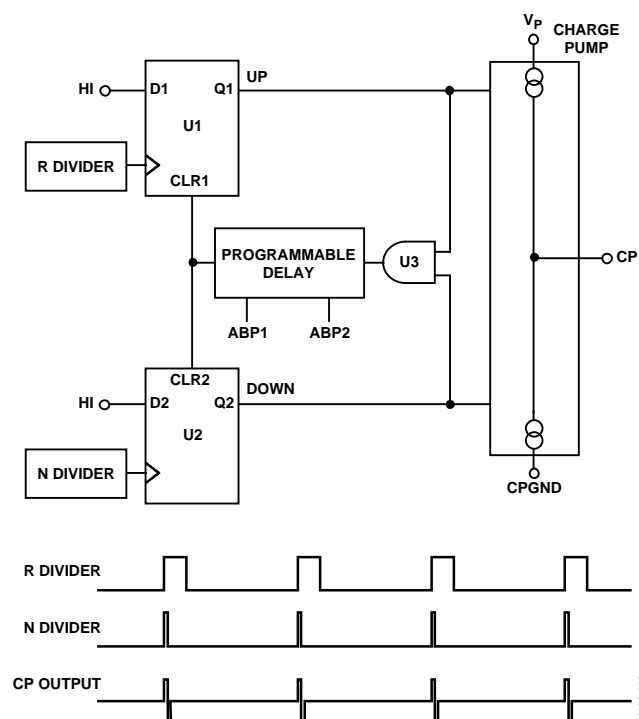 VP
CHARGE
PUMP
HI
D1
Q1
UP
U1
R DIVIDER
CLR1
PROGRAMMABLE
DELAY
U3
CP
ABP1
ABP2
CLR2
DOWN
HI
D2
Q2
U2
N DIVIDER
CPGND
R DIVIDER
N DIVIDER
CP OUTPUT